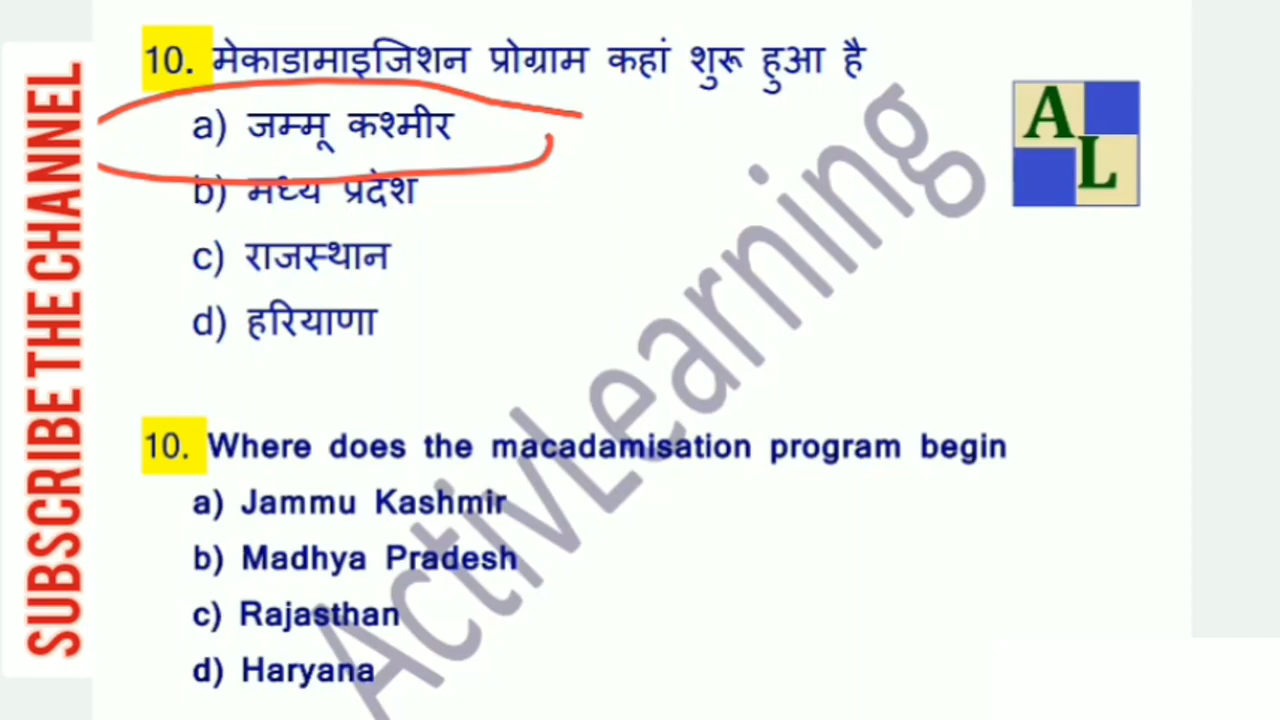 SUBSCRIBE THE CHANNEL
10. मेकाडामाइजिशन प्रोग्राम कहां शुरू हुआ है
a) जम्मू कश्मीर
b) मध्य प्रदेश
c) राजस्थान
d) हरियाणा
AL
ActivLearning
10. Where does the macadamisation program begin
a) Jammu Kashmir
b) Madhya Pradesh
c) Rajasthan
d) Haryana